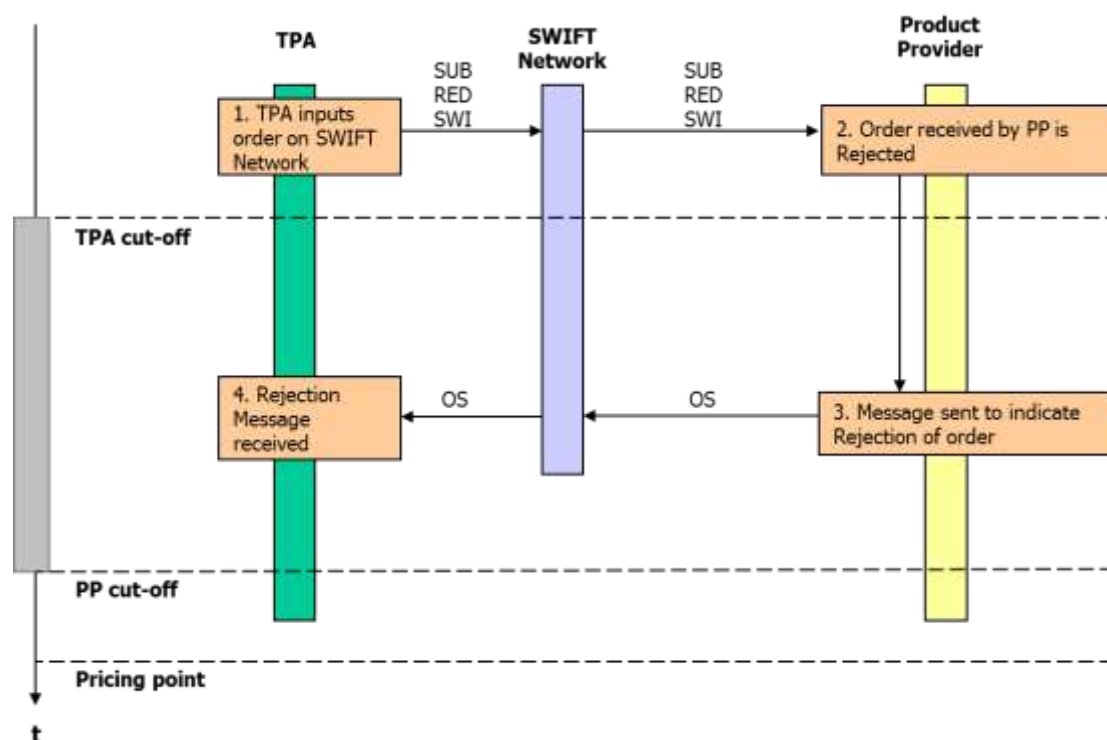 TPA
SWIFT
Network
Product
Provider
SUB
RED
SWI
SUB
RED
SWI
1. TPA inputs
order on SWIFT
Network
2. Order received by PP is
Rejected
TPA cut-off
4. Rejection
Message
received
OS
OS
3. Message sent to indicate
Rejection of order
PP cut-off
Pricing point
t